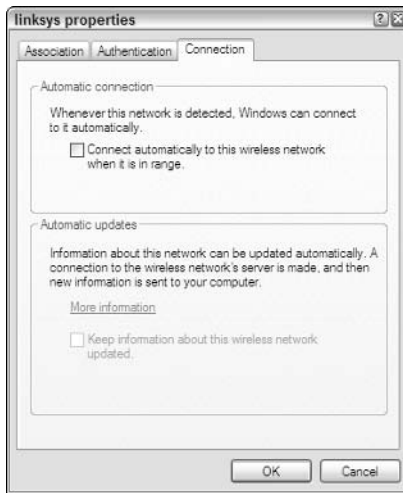 linksys properties
Association Authentication Connection
Automatic connection
Whenever this network is detected, Windows can connect
to it automatically.
Connect automatically to this wireless network
when it is in range.
Automatic updates
Information about this network can be updated automatically. A
connection to the wireless network's server is made, and then
new information is sent to your computer.
More information
Keep information about this wireless network
updated.
OK Cancel